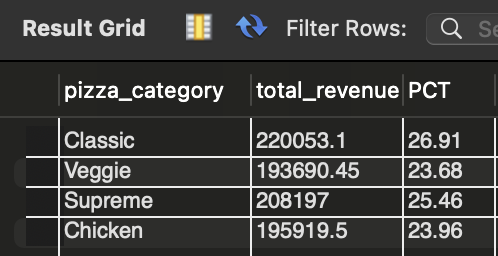 Result Grid Filter Rows: Se
pizza_category total_revenue PCT
Classic 220053.1 26.91
Veggie 193690.45 23.68
Supreme 208197 25.46
Chicken 195919.5 23.96